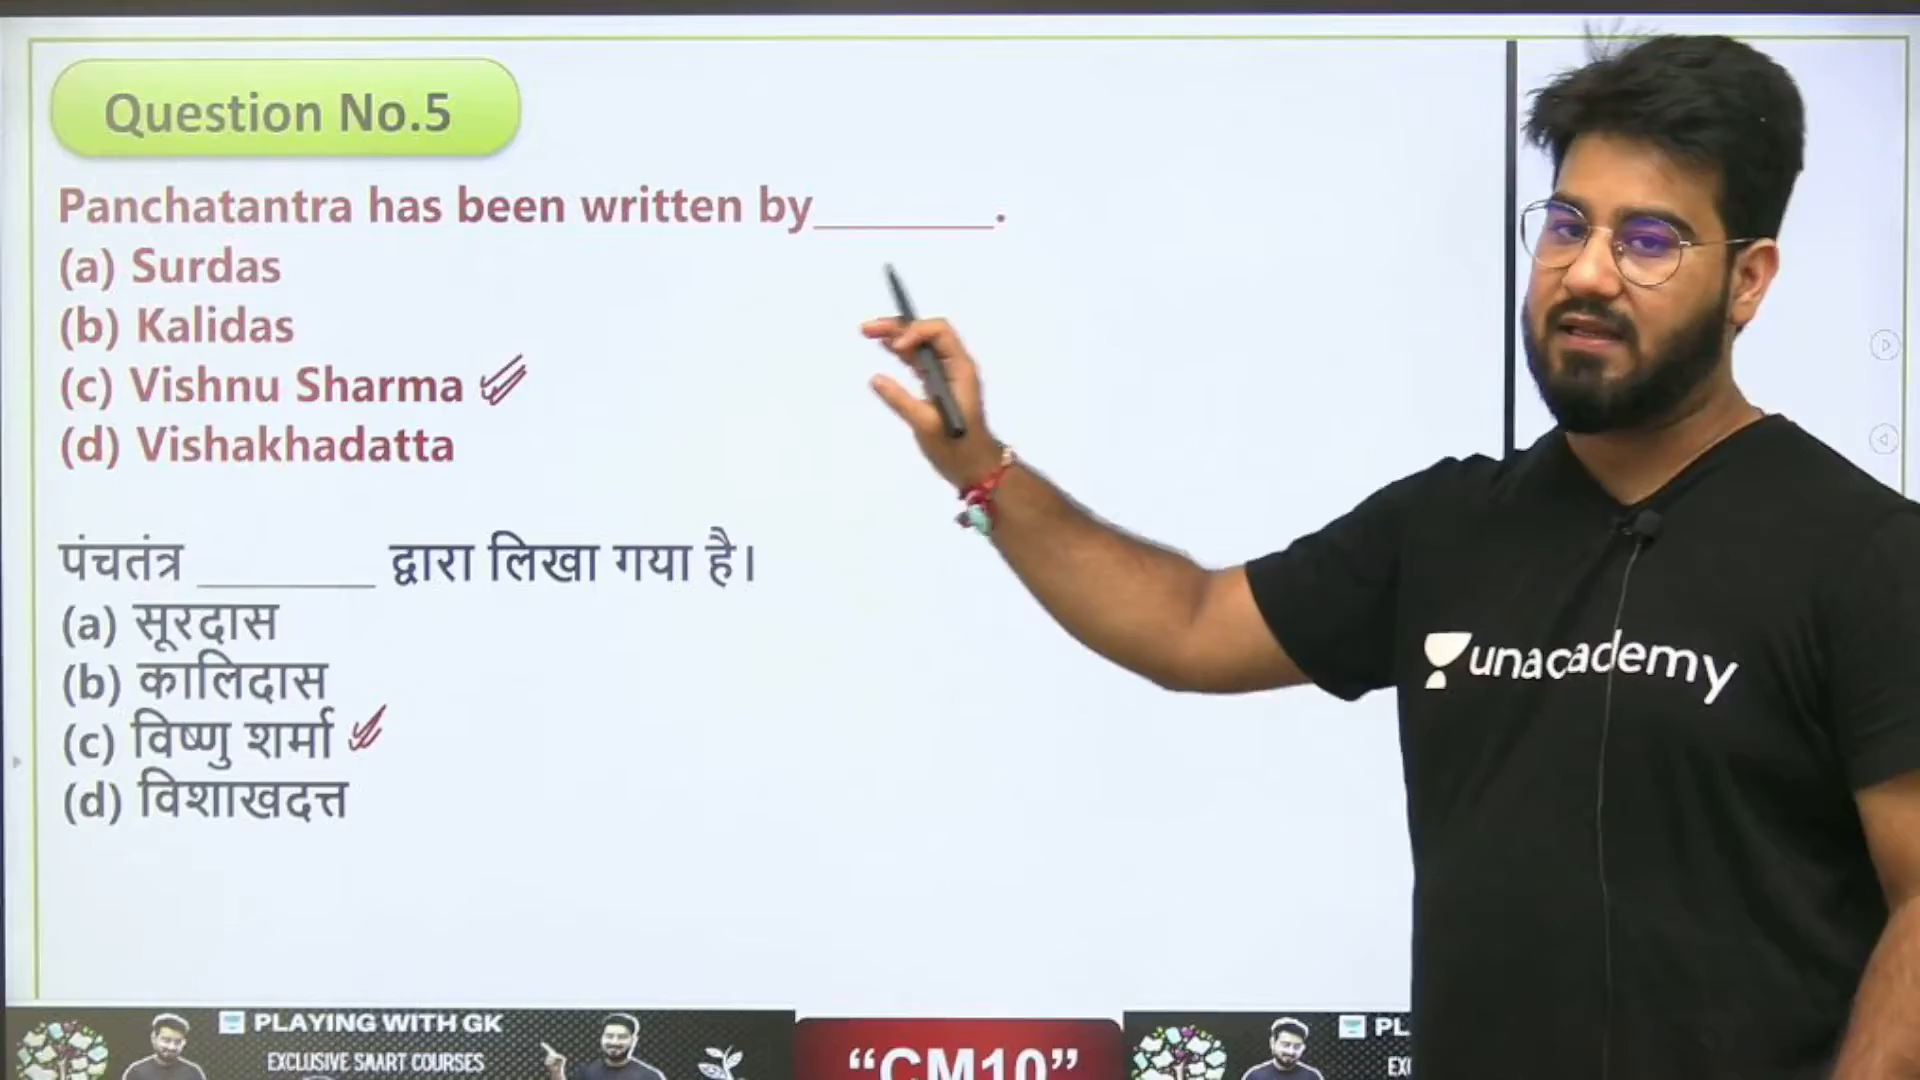 Question No.5
Panchatantra has been written by________.
(a) Surdas
(b) Kalidas
(c) Vishnu Sharma
(d) Vishakhadatta
पंचतंत्र ________ द्वारा लिखा गया है।
(a) सूरदास
(b) कालिदास
(c) विष्णु शर्मा
(d) विशाखदत्त
unacademy
PLAYING WITH GK
EXCLUSIVE SAART COURSES
“CM10”
PL
EX